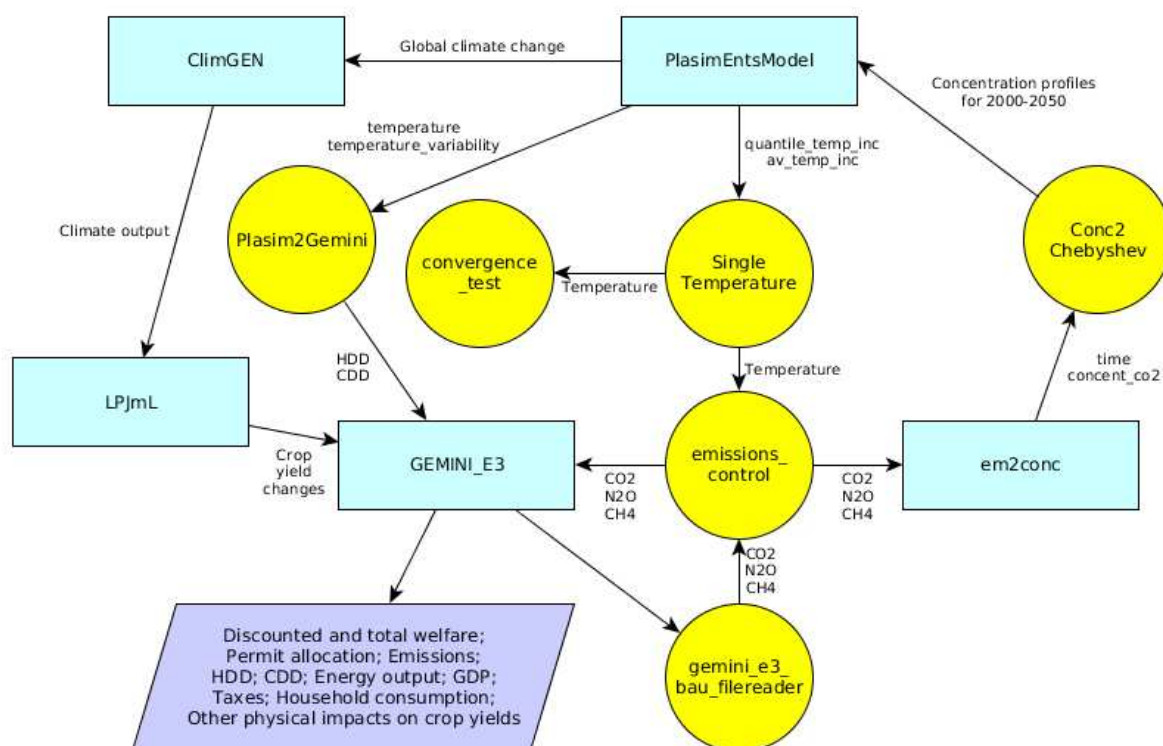 ClimGEN
Global climate change
PlasimEntsModel
Concentration profiles
for 2000-2050
temperature
temperature_variability
quantile_temp_inc
av_temp_inc
Climate output
Plasim2Gemini
convergence
_test
Temperature
Single
Temperature
Conc2
Chebyshev
HDD
CDD
Temperature
time
concent_co2
LPJmL
Crop
yield
changes
GEMINI_E3
CO2
N2O
CH4
emissions_
control
CO2
N2O
CH4
em2conc
CO2
N2O
CH4
Discounted and total welfare;
Permit allocation; Emissions;
HDD; CDD; Energy output; GDP;
Taxes; Household consumption;
Other physical impacts on crop yields
gemini_e3_
bau_filereader